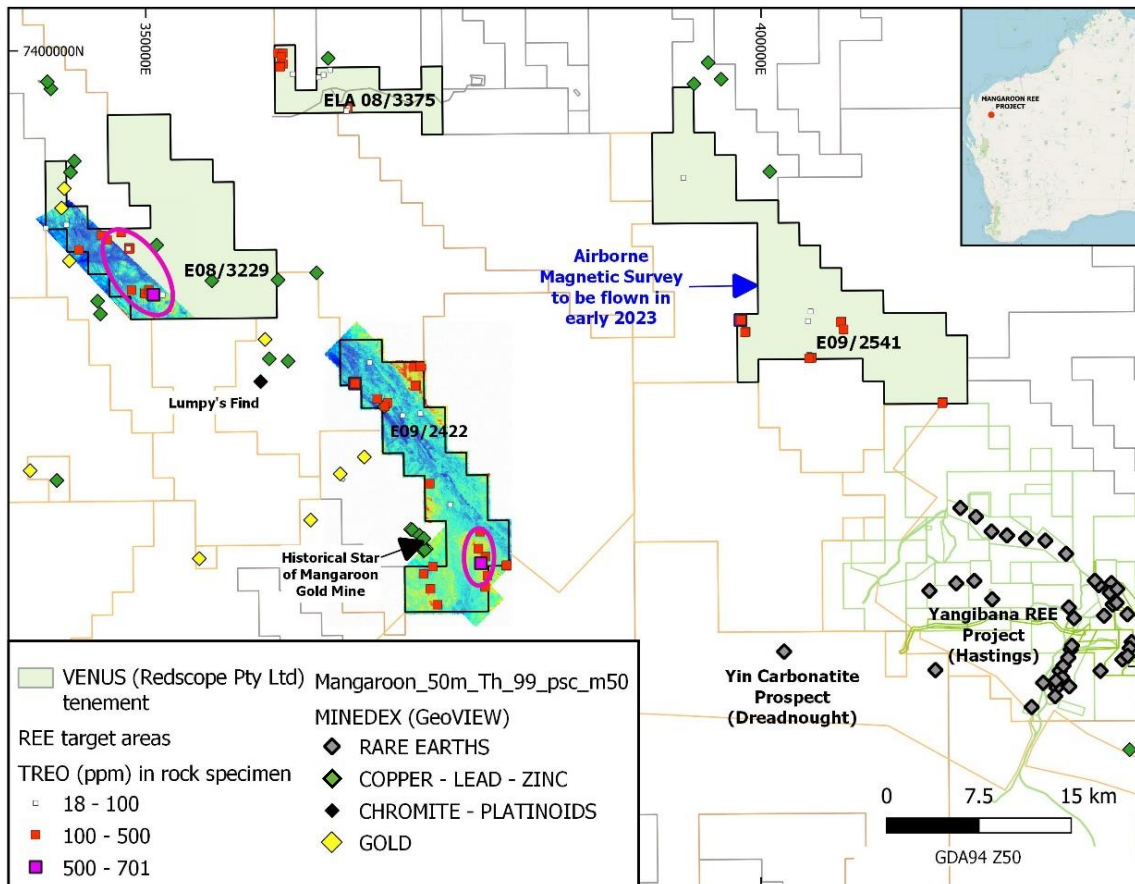 7400000N
350000E
400000E
MANGAROON REE
PROJECT
ELA 08/3375
E08/3229
Airborne
Magnetic Survey
to be flown in
early 2023
E09/2541
Lumpy's Find
E09/2422
Historical Star
of Mangaroon
Gold Mine
Yangibana REE
Project
(Hastings)
Yin Carbonatite
Prospect
(Dreadnought)
VENUS (Redscope Pty Ltd)
tenement
REE target areas
TREO (ppm) in rock specimen
18 - 100
100 - 500
500 - 701
Mangaroon_50m_Th_99_psc_m50
MINEDEX (GeoVIEW)
RARE EARTHS
COPPER - LEAD - ZINC
CHROMITE - PLATINOIDS
GOLD
0 7.5 15 km
GDA94 Z50